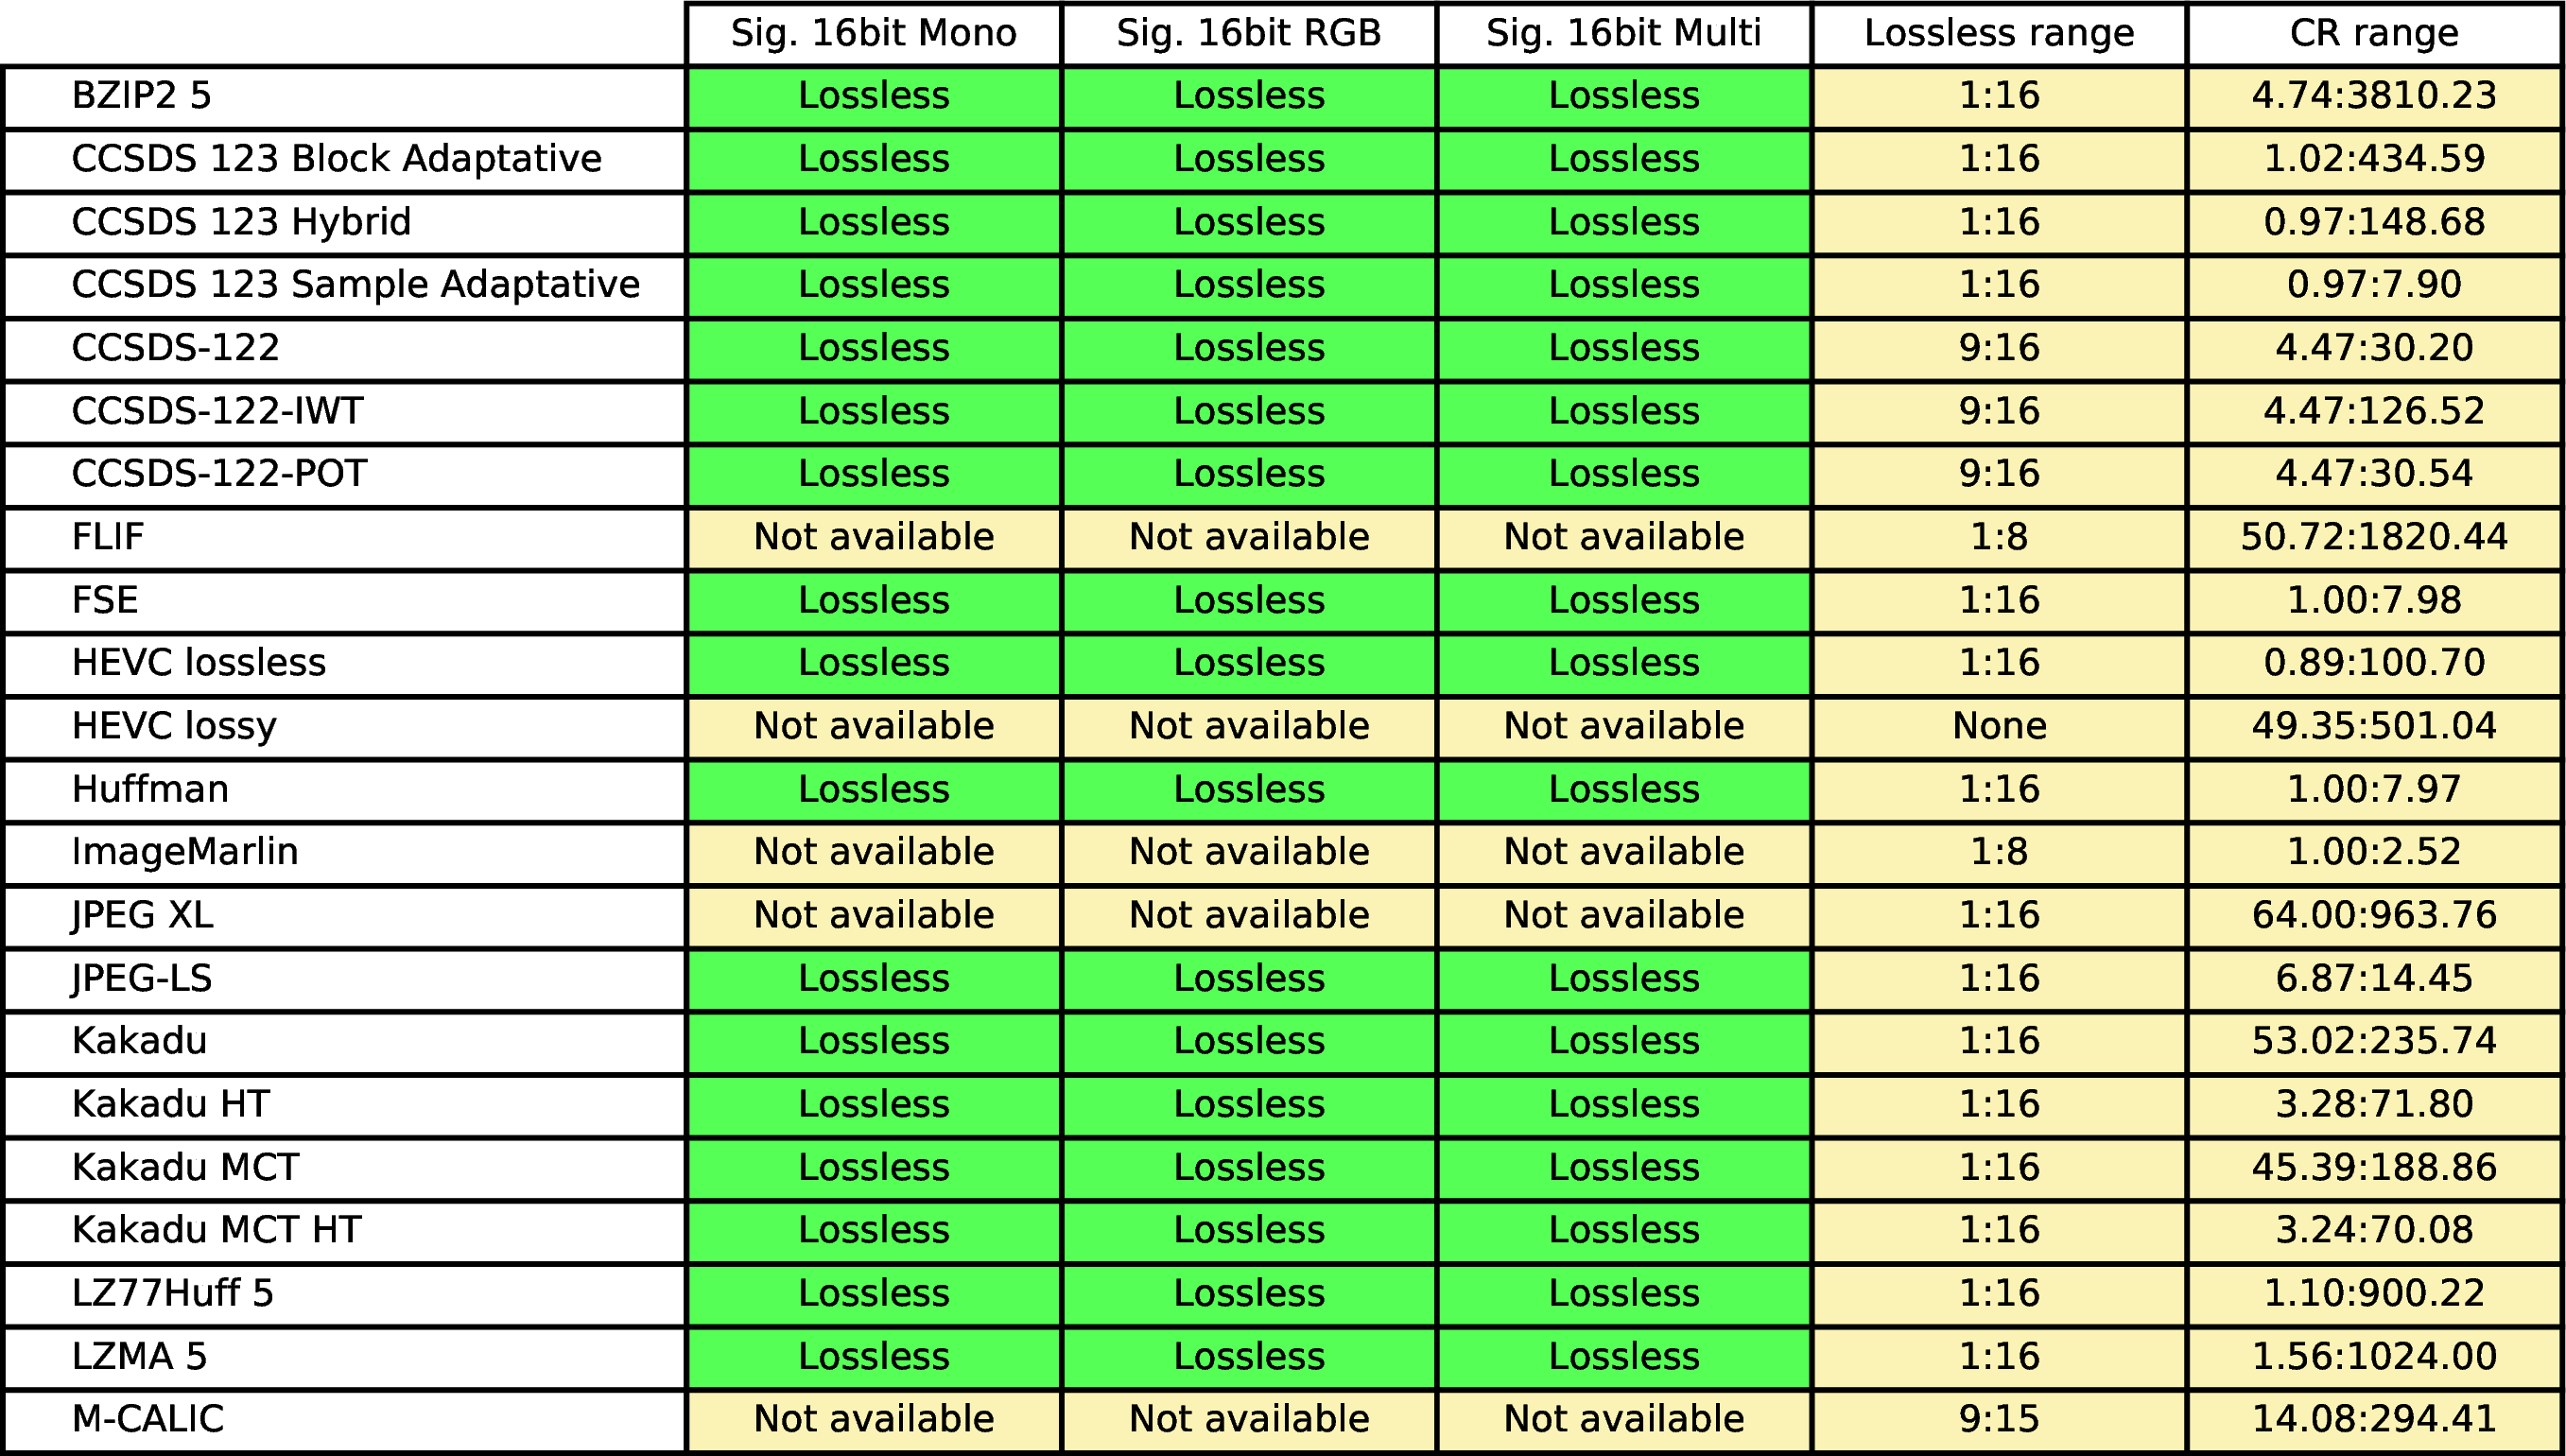 Sig. 16bit Mono Sig. 16bit RGB Sig. 16bit Multi Lossless range CR range
BZIP2 5 Lossless Lossless Lossless 1:16 4.74:3810.23
CCSDS 123 Block Adaptative Lossless Lossless Lossless 1:16 1.02:434.59
CCSDS 123 Hybrid Lossless Lossless Lossless 1:16 0.97:148.68
CCSDS 123 Sample Adaptative Lossless Lossless Lossless 1:16 0.97:7.90
CCSDS-122 Lossless Lossless Lossless 9:16 4.47:30.20
CCSDS-122-IWT Lossless Lossless Lossless 9:16 4.47:126.52
CCSDS-122-POT Lossless Lossless Lossless 9:16 4.47:30.54
FLIF Not available Not available Not available 1:8 50.72:1820.44
FSE Lossless Lossless Lossless 1:16 1.00:7.98
HEVC lossless Lossless Lossless Lossless 1:16 0.89:100.70
HEVC lossy Not available Not available Not available None 49.35:501.04
Huffman Lossless Lossless Lossless 1:16 1.00:7.97
ImageMarlin Not available Not available Not available 1:8 1.00:2.52
JPEG XL Not available Not available Not available 1:16 64.00:963.76
JPEG-LS Lossless Lossless Lossless 1:16 6.87:14.45
Kakadu Lossless Lossless Lossless 1:16 53.02:235.74
Kakadu HT Lossless Lossless Lossless 1:16 3.28:71.80
Kakadu MCT Lossless Lossless Lossless 1:16 45.39:188.86
Kakadu MCT HT Lossless Lossless Lossless 1:16 3.24:70.08
LZ77Huff 5 Lossless Lossless Lossless 1:16 1.10:900.22
LZMA 5 Lossless Lossless Lossless 1:16 1.56:1024.00
M-CALIC Not available Not available Not available 9:15 14.08:294.41